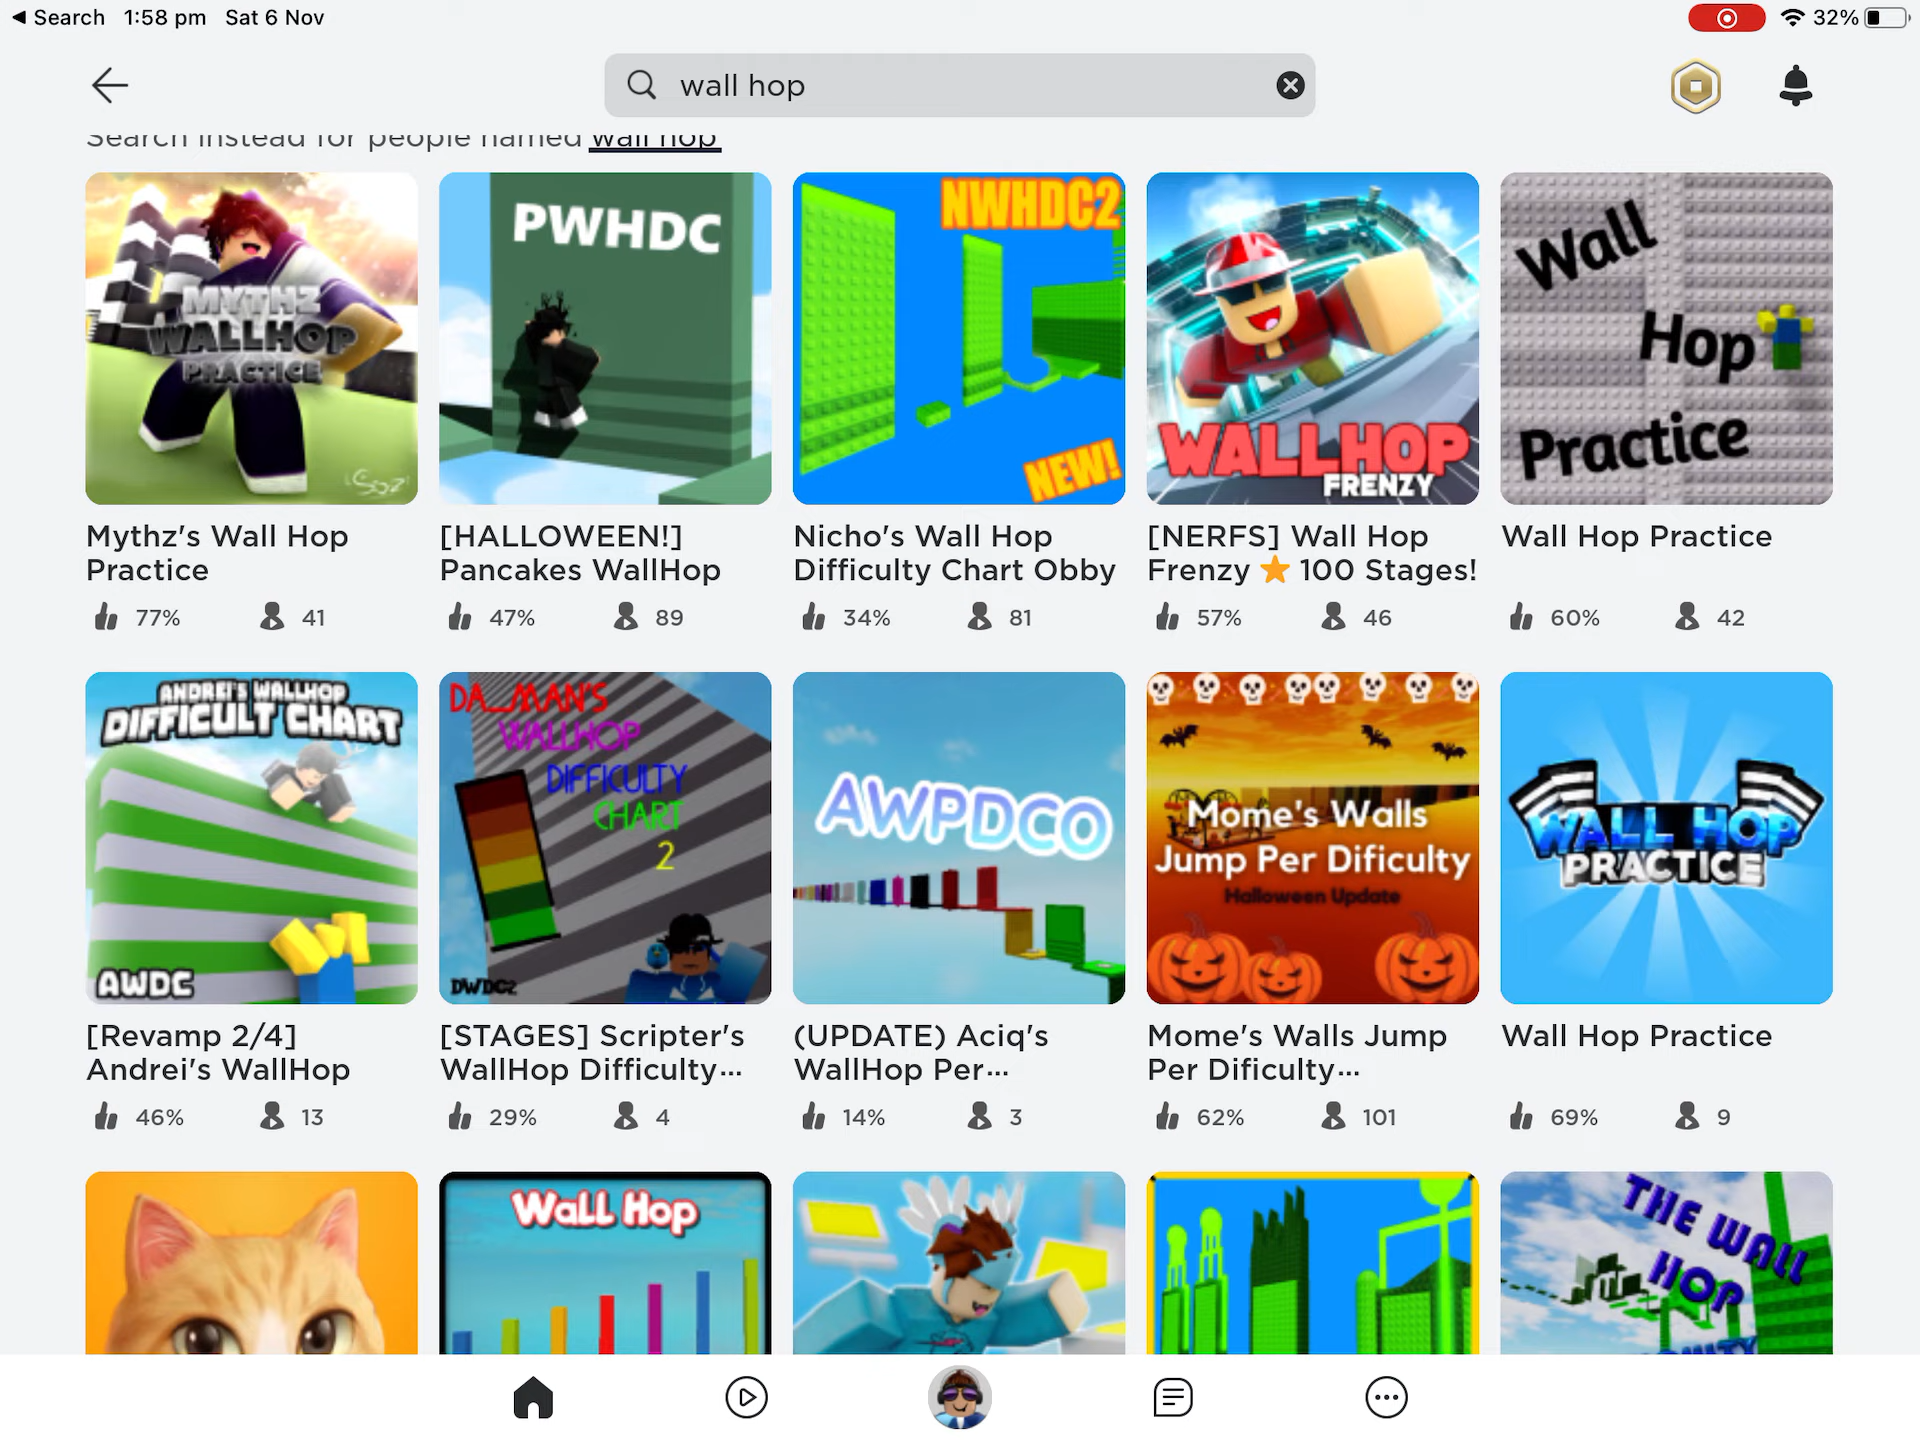 Search 1:58 pm Sat 6 Nov 32%
wall hop
Search instead for people named wall hop
MYTHZ
WALLHOP
PRACTICE
PWHDC
NWHDC2
NEW!
WALLHOP
FRENZY
Wall
Hop
Practice
Mythz's Wall Hop
Practice
77% 41
[HALLOWEEN!]
Pancakes WallHop
47% 89
Nicho's Wall Hop
Difficulty Chart Obby
34% 81
[NERFS] Wall Hop
Frenzy ⭐ 100 Stages!
57% 46
Wall Hop Practice
60% 42
ANDREI'S WALLHOP
DIFFICULT CHART
AWDC
DA_MAN'S
WALLHOP
DIFFICULTY
CHART
2
DWDC2
AWPDCO
Mome's Walls
Jump Per Dificulty
Halloween Update
WALL HOP
PRACTICE
[Revamp 2/4]
Andrei's WallHop
46% 13
[STAGES] Scripter's
WallHop Difficulty...
29% 4
(UPDATE) Aciq's
WallHop Per...
14% 3
Mome's Walls Jump
Per Dificulty...
62% 101
Wall Hop Practice
69% 9
Wall Hop
THE WALL
HOP